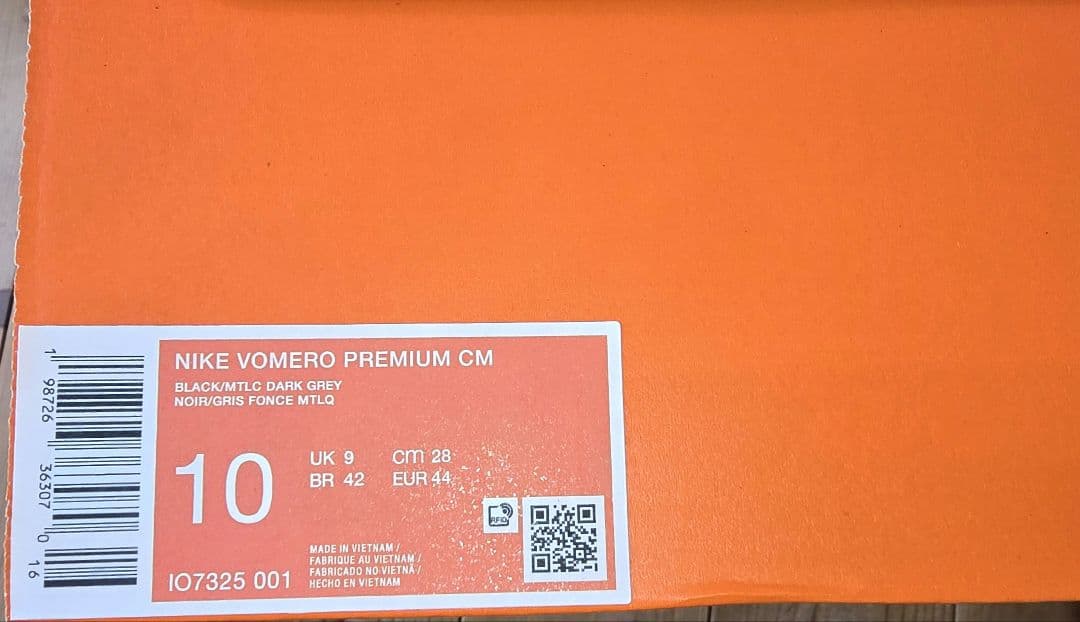 NIKE VOMERO PREMIUM CM
BLACK/MTLC DARK GREY
NOIR/GRIS FONCE MTLQ
10
UK 9 cm 28
BR 42 EUR 44
RFID
MADE IN VIETNAM /
FABRIQUE AU VIETNAM /
FABRICADO NO VIETNÃ /
HECHO EN VIETNAM
IO7325 001
1 98726 36307 0 16